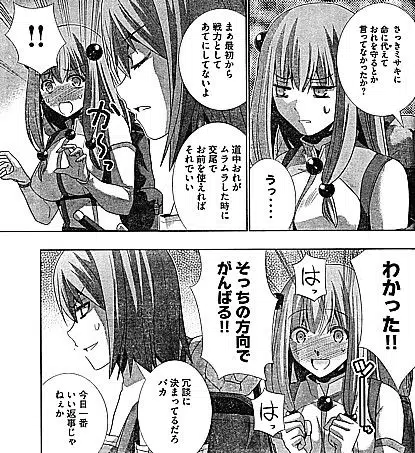 さっきミサキに
命に代えて
おれを守るとか
言ってなかったか?
うっ・・・・
まぁ最初から
戦力として
あてにしてないよ
道中おれが
ムラムラした時に
交尾で
お前を使えれば
それでいい
!!
か〜っ
わかった!!
はっ
そっちの方向で
がんばる!!
はっ
冗談に
決まってるだろ
バカ
今日一番
いい返事じゃ
ねぇか